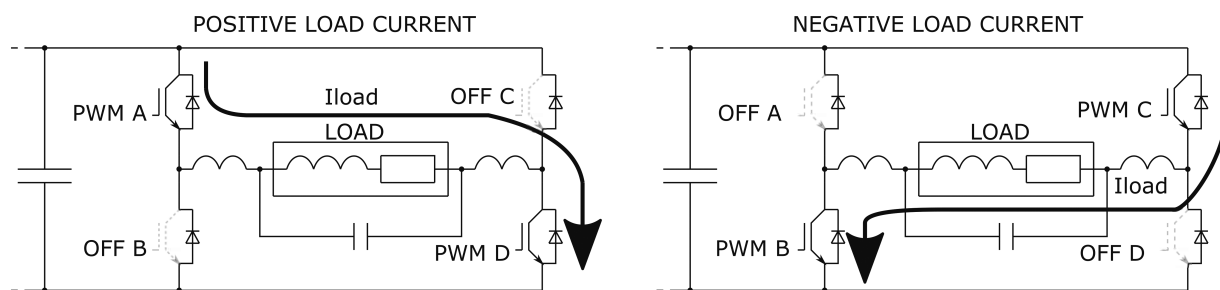 POSITIVE LOAD CURRENT
PWM A
Iload
OFF C
LOAD
OFF B
PWM D
NEGATIVE LOAD CURRENT
OFF A
PWM C
LOAD
Iload
PWM B
OFF D